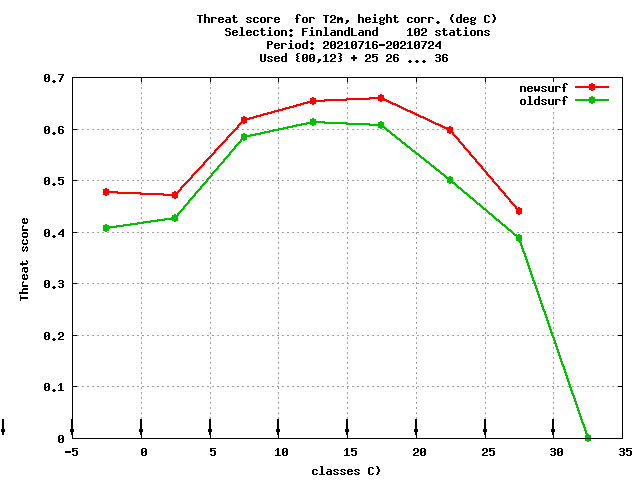 Threat score  for T2m, height corr. (deg C)
Selection: FinlandLand    102 stations
Period: 20210716-20210724
Used {00,12} + 25 26 ... 36
newsurf
oldsurf
Threat score
0.7
0.6
0.5
0.4
0.3
0.2
0.1
0
-5 0 5 10 15 20 25 30 35
classes C)